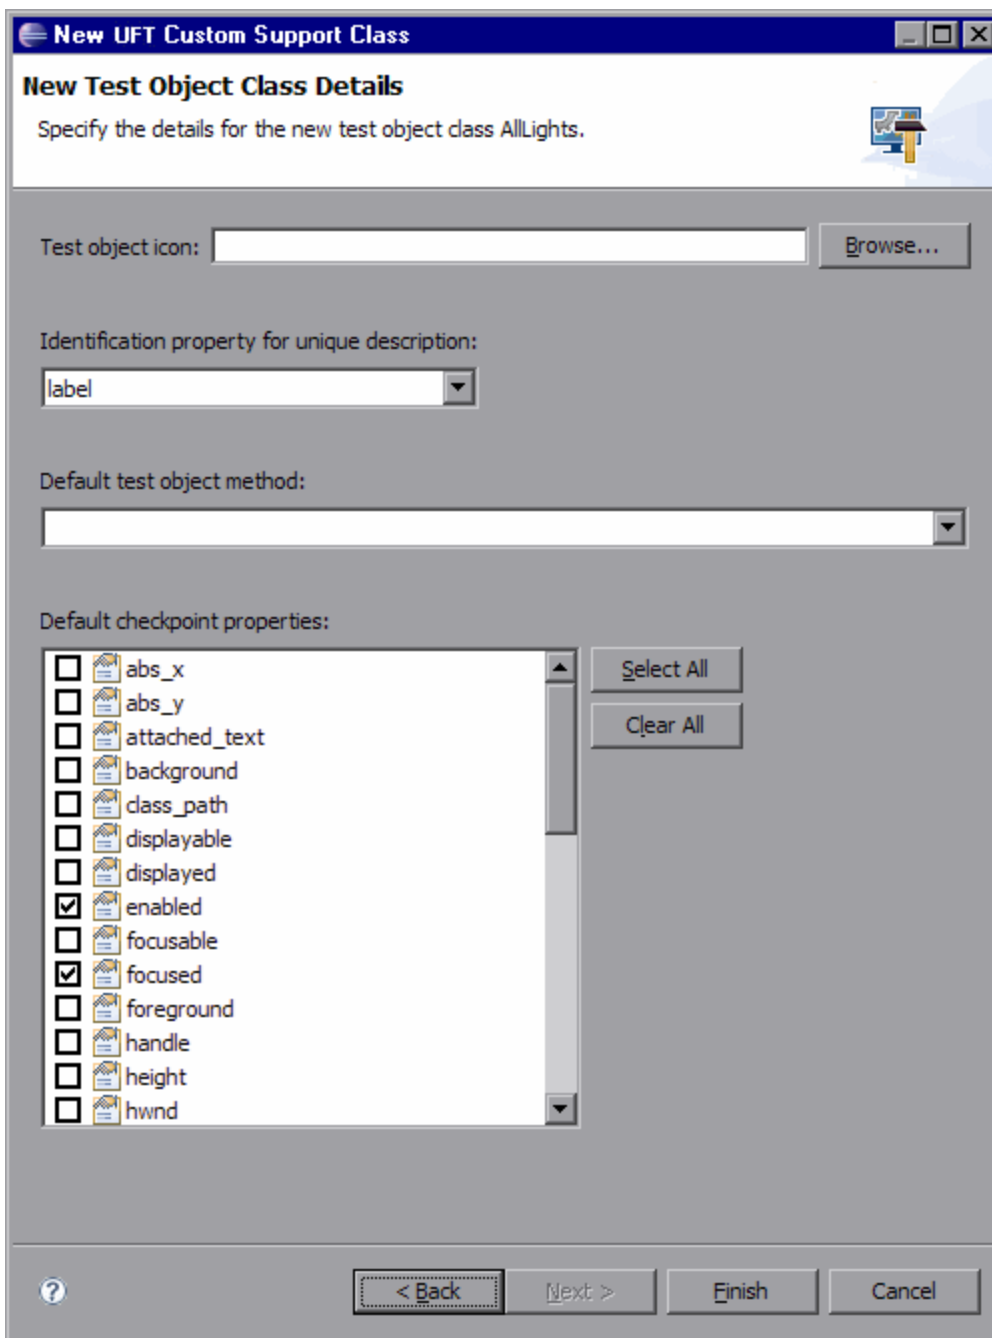 New UFT Custom Support Class
New Test Object Class Details
Specify the details for the new test object class AllLights.
Test object icon:
Browse...
Identification property for unique description:
label
Default test object method:
Default checkpoint properties:
abs_x
Select All
abs_y
Clear All
attached_text
background
class_path
displayable
displayed
enabled
focusable
focused
foreground
handle
height
hwnd
?
< Back
Next >
Finish
Cancel